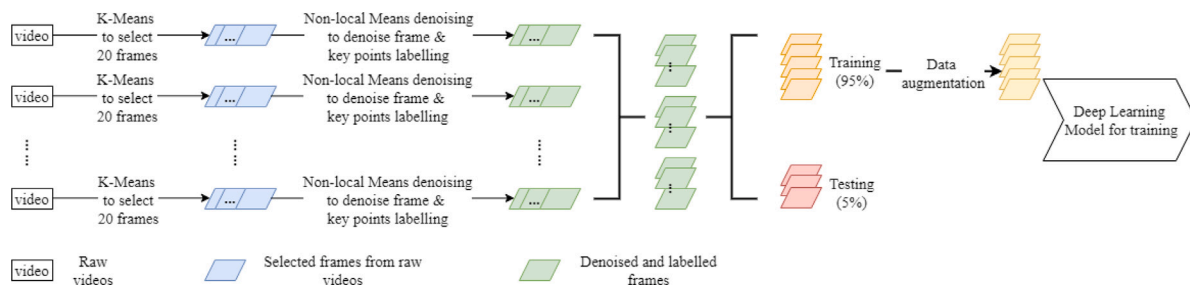 video
K-Means
to select
20 frames
...
Non-local Means denoising
to denoise frame &
key points labelling
...
video
K-Means
to select
20 frames
...
Non-local Means denoising
to denoise frame &
key points labelling
...
video
K-Means
to select
20 frames
...
Non-local Means denoising
to denoise frame &
key points labelling
...
Training
(95%)
Data
augmentation
Deep Learning
Model for training
Testing
(5%)
video
Raw
videos
Selected frames from raw
videos
Denoised and labelled
frames